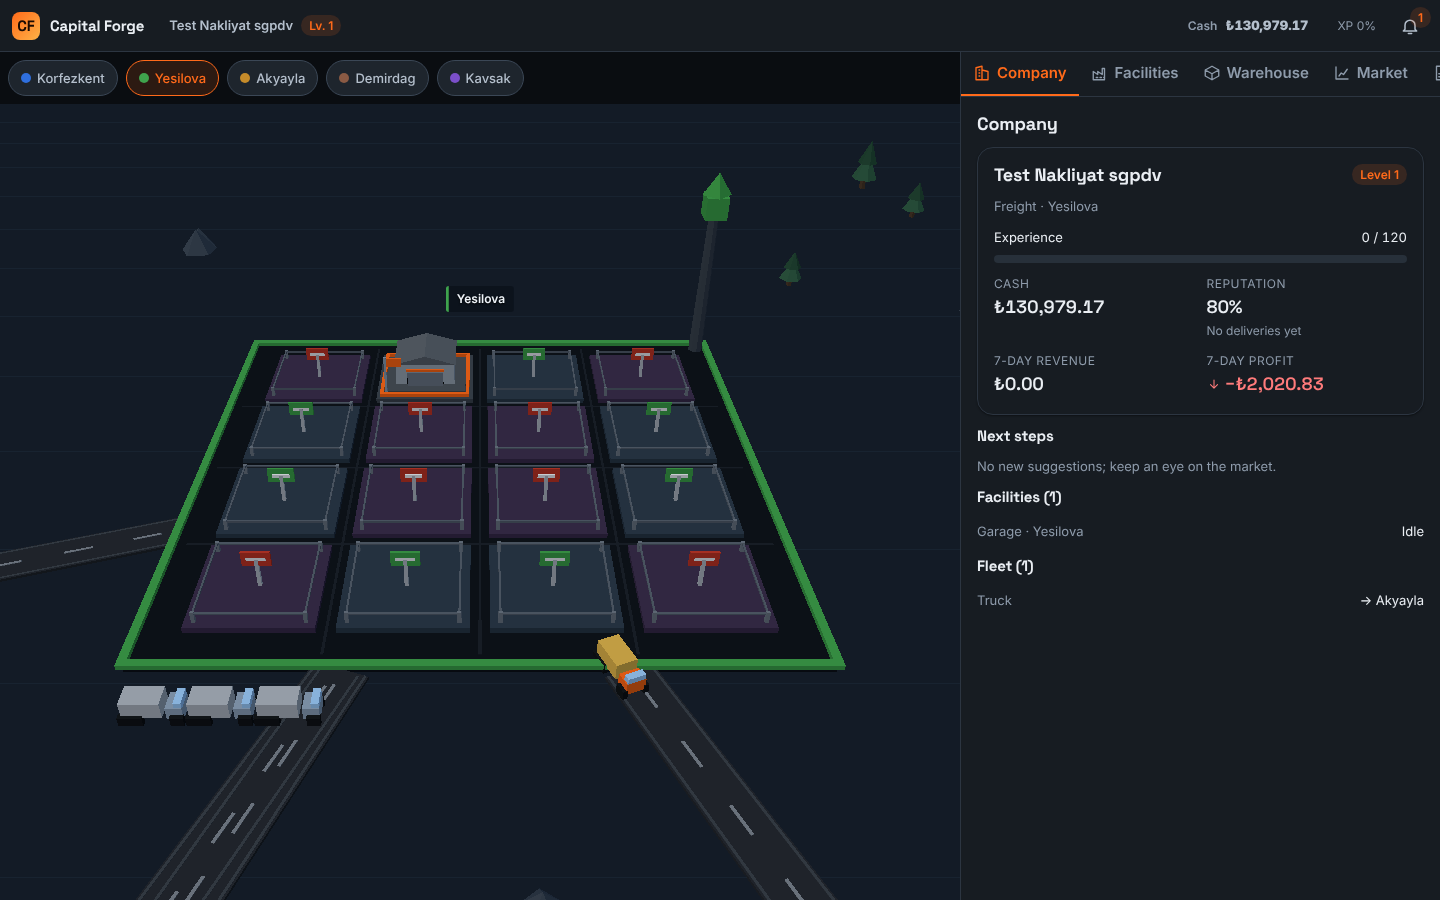 CF Capital Forge Test Nakliyat sgpdv Lv. 1 Cash ₺130,979.17 XP 0% 1
Korfezkent Yesilova Akyayla Demirdag Kavsak
Company Facilities Warehouse Market
Yesilova
Company
Test Nakliyat sgpdv Level 1
Freight · Yesilova
Experience 0 / 120
CASH REPUTATION
₺130,979.17 80%
No deliveries yet
7-DAY REVENUE 7-DAY PROFIT
₺0.00 ↓ -₺2,020.83
Next steps
No new suggestions; keep an eye on the market.
Facilities (1)
Garage · Yesilova Idle
Fleet (1)
Truck → Akyayla